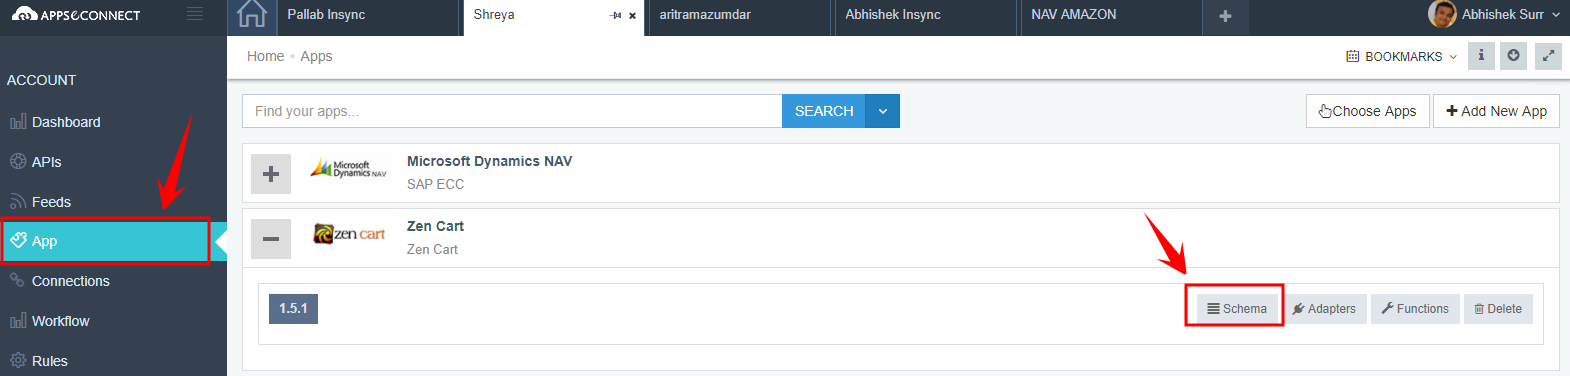 APPSeCONNECT
Pallab Insync
Shreya
aritramazumdar
Abhishek Insync
NAV AMAZON
Abhishek Surr
Home • Apps
BOOKMARKS
ACCOUNT
Dashboard
APIs
Feeds
App
Connections
Workflow
Rules
Find your apps...
SEARCH
Choose Apps
Add New App
Microsoft Dynamics NAV
Microsoft Dynamics NAV
SAP ECC
zen cart
Zen Cart
Zen Cart
1.5.1
Schema
Adapters
Functions
Delete